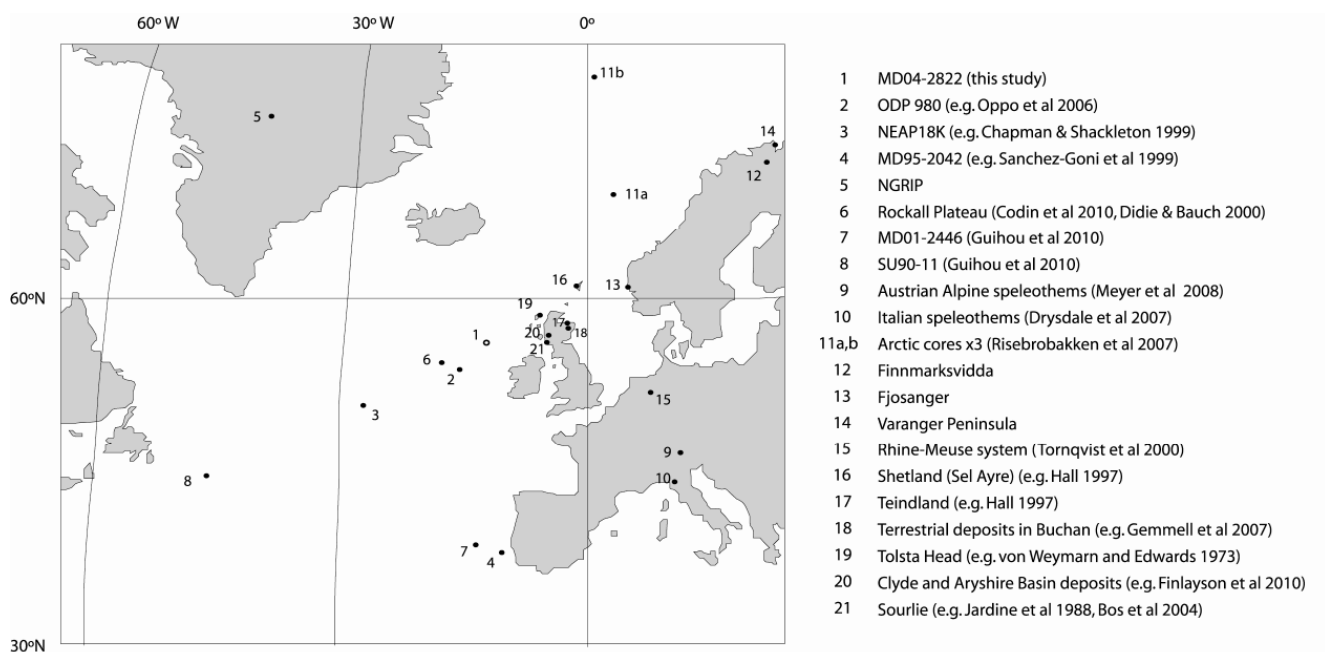 60º W 30º W 0º
11b
5
14
12
11a
16
13
60ºN
19
17
1
20
18
21
6
2
15
3
9
8
10
7
4
30ºN
1 MD04-2822 (this study)
2 ODP 980 (e.g. Oppo et al 2006)
3 NEAP18K (e.g. Chapman & Shackleton 1999)
4 MD95-2042 (e.g. Sanchez-Goni et al 1999)
5 NGRIP
6 Rockall Plateau (Codin et al 2010, Didie & Bauch 2000)
7 MD01-2446 (Guihou et al 2010)
8 SU90-11 (Guihou et al 2010)
9 Austrian Alpine speleothems (Meyer et al 2008)
10 Italian speleothems (Drysdale et al 2007)
11a,b Arctic cores x3 (Risebrobakken et al 2007)
12 Finnmarksvidda
13 Fjosanger
14 Varanger Peninsula
15 Rhine-Meuse system (Tornqvist et al 2000)
16 Shetland (Sel Ayre) (e.g. Hall 1997)
17 Teindland (e.g. Hall 1997)
18 Terrestrial deposits in Buchan (e.g. Gemmell et al 2007)
19 Tolsta Head (e.g. von Weymarn and Edwards 1973)
20 Clyde and Aryshire Basin deposits (e.g. Finlayson et al 2010)
21 Sourlie (e.g. Jardine et al 1988, Bos et al 2004)